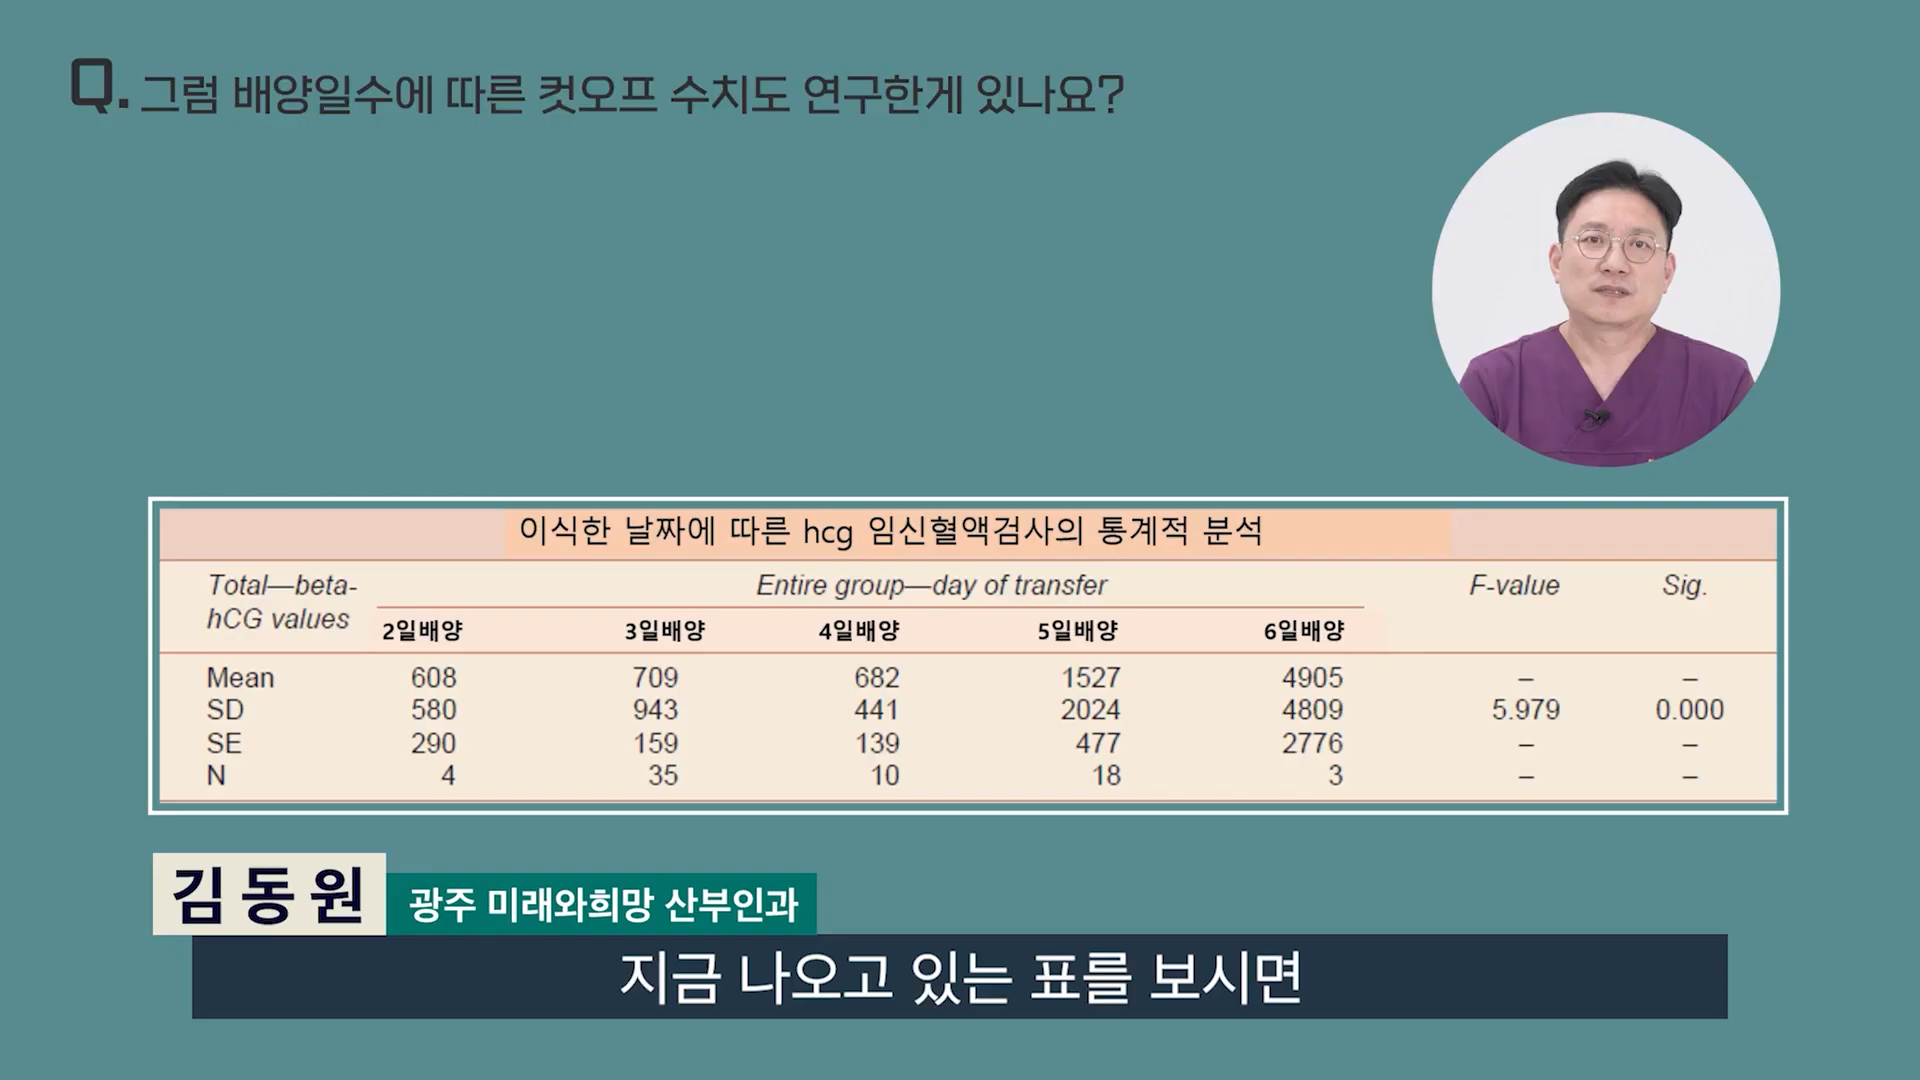 Q. 그럼 배양일수에 따른 컷오프 수치도 연구한게 있나요?
이식한 날짜에 따른 hcg 임신혈액검사의 통계적 분석
Total—beta-hCG values Entire group—day of transfer F-value Sig.
2일배양 3일배양 4일배양 5일배양 6일배양
Mean 608 709 682 1527 4905 – –
SD 580 943 441 2024 4809 5.979 0.000
SE 290 159 139 477 2776 – –
N 4 35 10 18 3 – –
김동원 광주 미래와희망 산부인과
지금 나오고 있는 표를 보시면